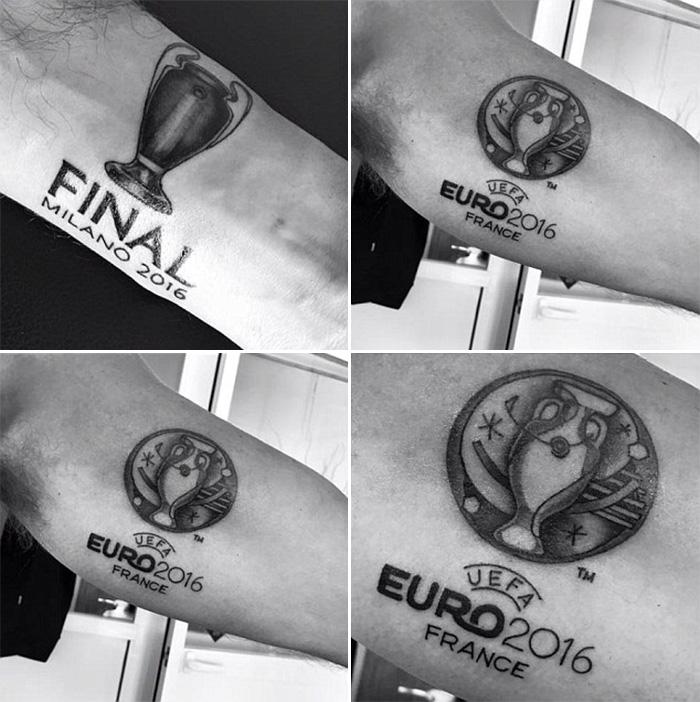 FINAL
MILANO 2016
TM
UEFA
EURO2016
FRANCE
TM
UEFA
EURO2016
FRANCE
TM
UEFA
EURO2016
FRANCE